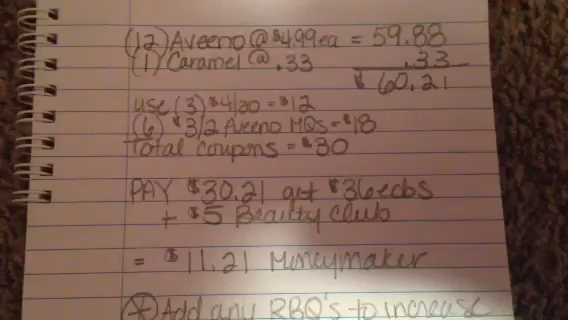 (12) Aveeno @ $4.99 ea = 59.88
(1) Caramel @ .33 .33
$60.21
use (3) $4/20 = $12
(6) $3/2 Aveeno MQs = $18
total coupons = $30
PAY $30.21 get $36 ecbs
+ $5 Beauty Club
= $11.21 Moneymaker
* Add any RBQ's to increase